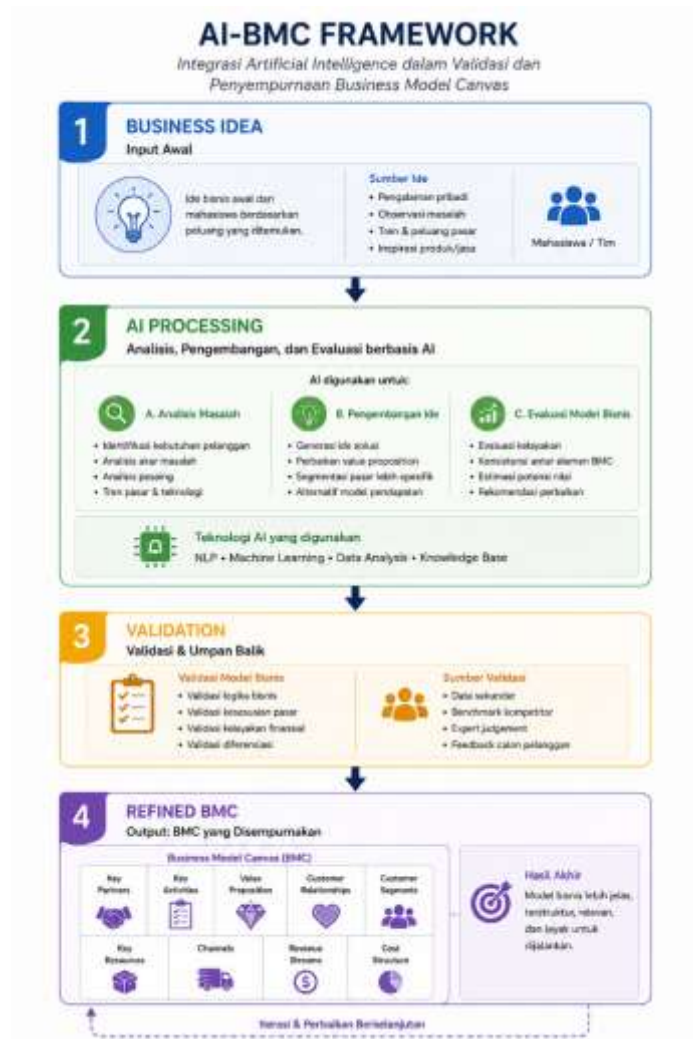 AI-BMC FRAMEWORK
Integrasi Artificial Intelligence dalam Validasi dan
Penyempurnaan Business Model Canvas
1
BUSINESS IDEA
Input Awal
Ide bisnis awal dari
mahasiswa berdasarkan
peluang yang ditemukan.
Sumber Ide
• Pengalaman pribadi
• Observasi masalah
• Tren & peluang pasar
• Inspirasi produk/jasa
Mahasiswa / Tim
2
AI PROCESSING
Analisis, Pengembangan, dan Evaluasi berbasis AI
AI digunakan untuk:
A. Analisis Masalah
• Identifikasi kebutuhan pelanggan
• Analisis akar masalah
• Analisis pesaing
• Tren pasar & teknologi
B. Pengembangan Ide
• Generasi ide solusi
• Perbaikan value proposition
• Segmentasi pasar lebih spesifik
• Alternatif model pendapatan
C. Evaluasi Model Bisnis
• Evaluasi kelayakan
• Konsistensi antar elemen BMC
• Estimasi potensi nilai
• Rekomendasi perbaikan
Teknologi AI yang digunakan
NLP • Machine Learning • Data Analysis • Knowledge Base
3
VALIDATION
Validasi & Umpan Balik
Validasi Model Bisnis
• Validasi logika bisnis
• Validasi kesesuaian pasar
• Validasi kelayakan finansial
• Validasi diferensiasi
Sumber Validasi
• Data sekunder
• Benchmark kompetitor
• Expert judgement
• Feedback calon pelanggan
4
REFINED BMC
Output: BMC yang Disempurnakan
Business Model Canvas (BMC)
Key
Partners
Key
Activities
Value
Proposition
Customer
Relationships
Customer
Segments
Key
Resources
Channels
Revenue
Streams
Cost
Structure
Hasil Akhir
Model bisnis lebih jelas,
terstruktur, relevan,
dan layak untuk
dijalankan.
Iterasi & Perbaikan Berkelanjutan